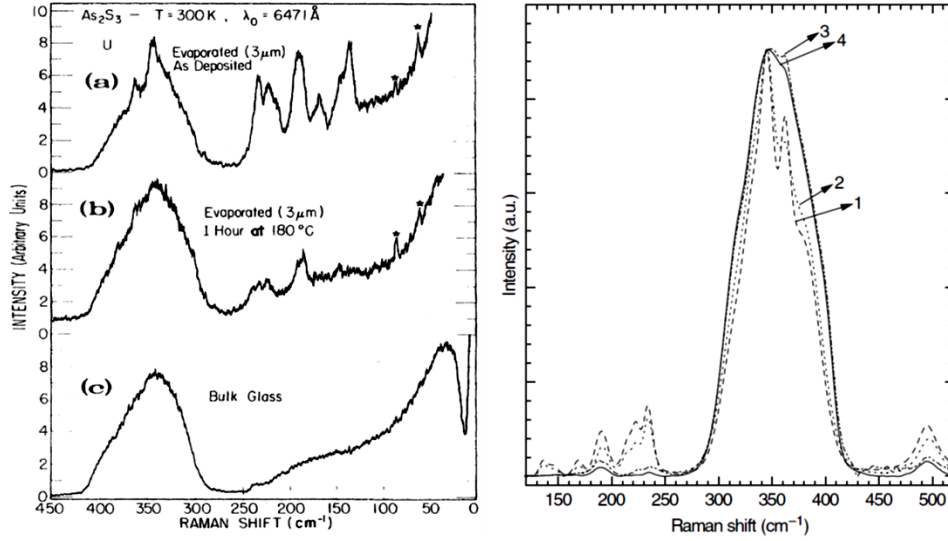 As₂S₃ – T = 300 K , λ₀ = 6471 Å
U
Evaporated (3μm)
As Deposited
(a)
10
8
6
4
2
0
(b)
Evaporated (3μm)
1 Hour at 180 °C
8
6
4
2
0
(c)
Bulk Glass
8
6
4
2
0
INTENSITY (Arbitrary Units)
450 400 350 300 250 200 150 100 50 0
RAMAN SHIFT (cm⁻¹)
3
4
2
1
Intensity (a.u.)
150 200 250 300 350 400 450 500
Raman shift (cm⁻¹)